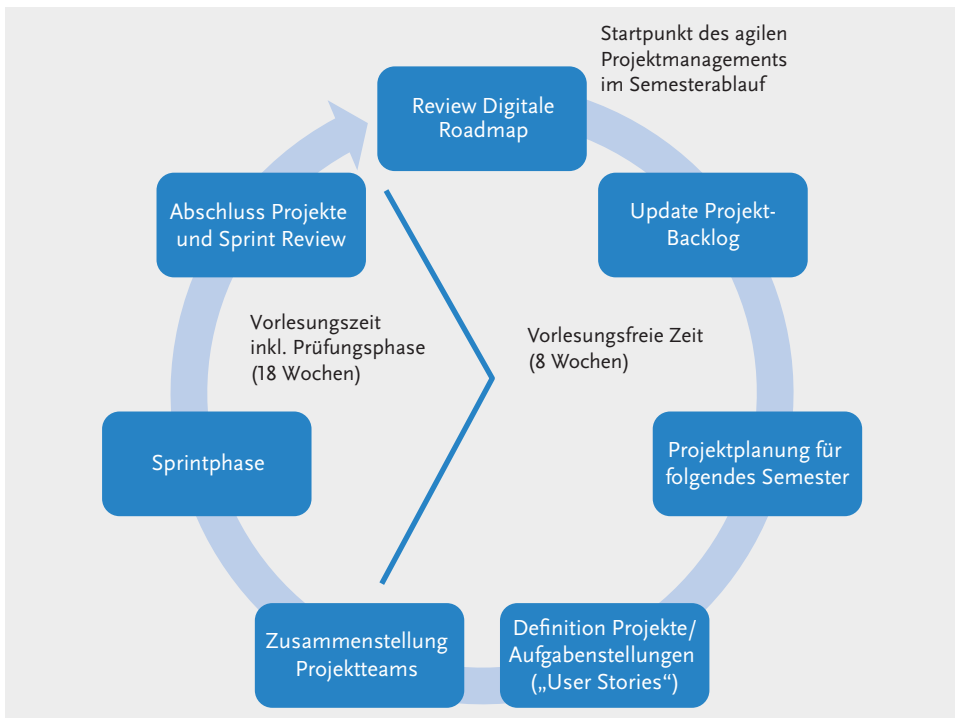 Startpunkt des agilen
Projektmanagements
im Semesterablauf
Review Digitale
Roadmap
Update Projekt-
Backlog
Projektplanung für
folgendes Semester
Definition Projekte/
Aufgabenstellungen
(„User Stories“)
Zusammenstellung
Projektteams
Sprintphase
Abschluss Projekte
und Sprint Review
Vorlesungszeit
inkl. Prüfungsphase
(18 Wochen)
Vorlesungsfreie Zeit
(8 Wochen)